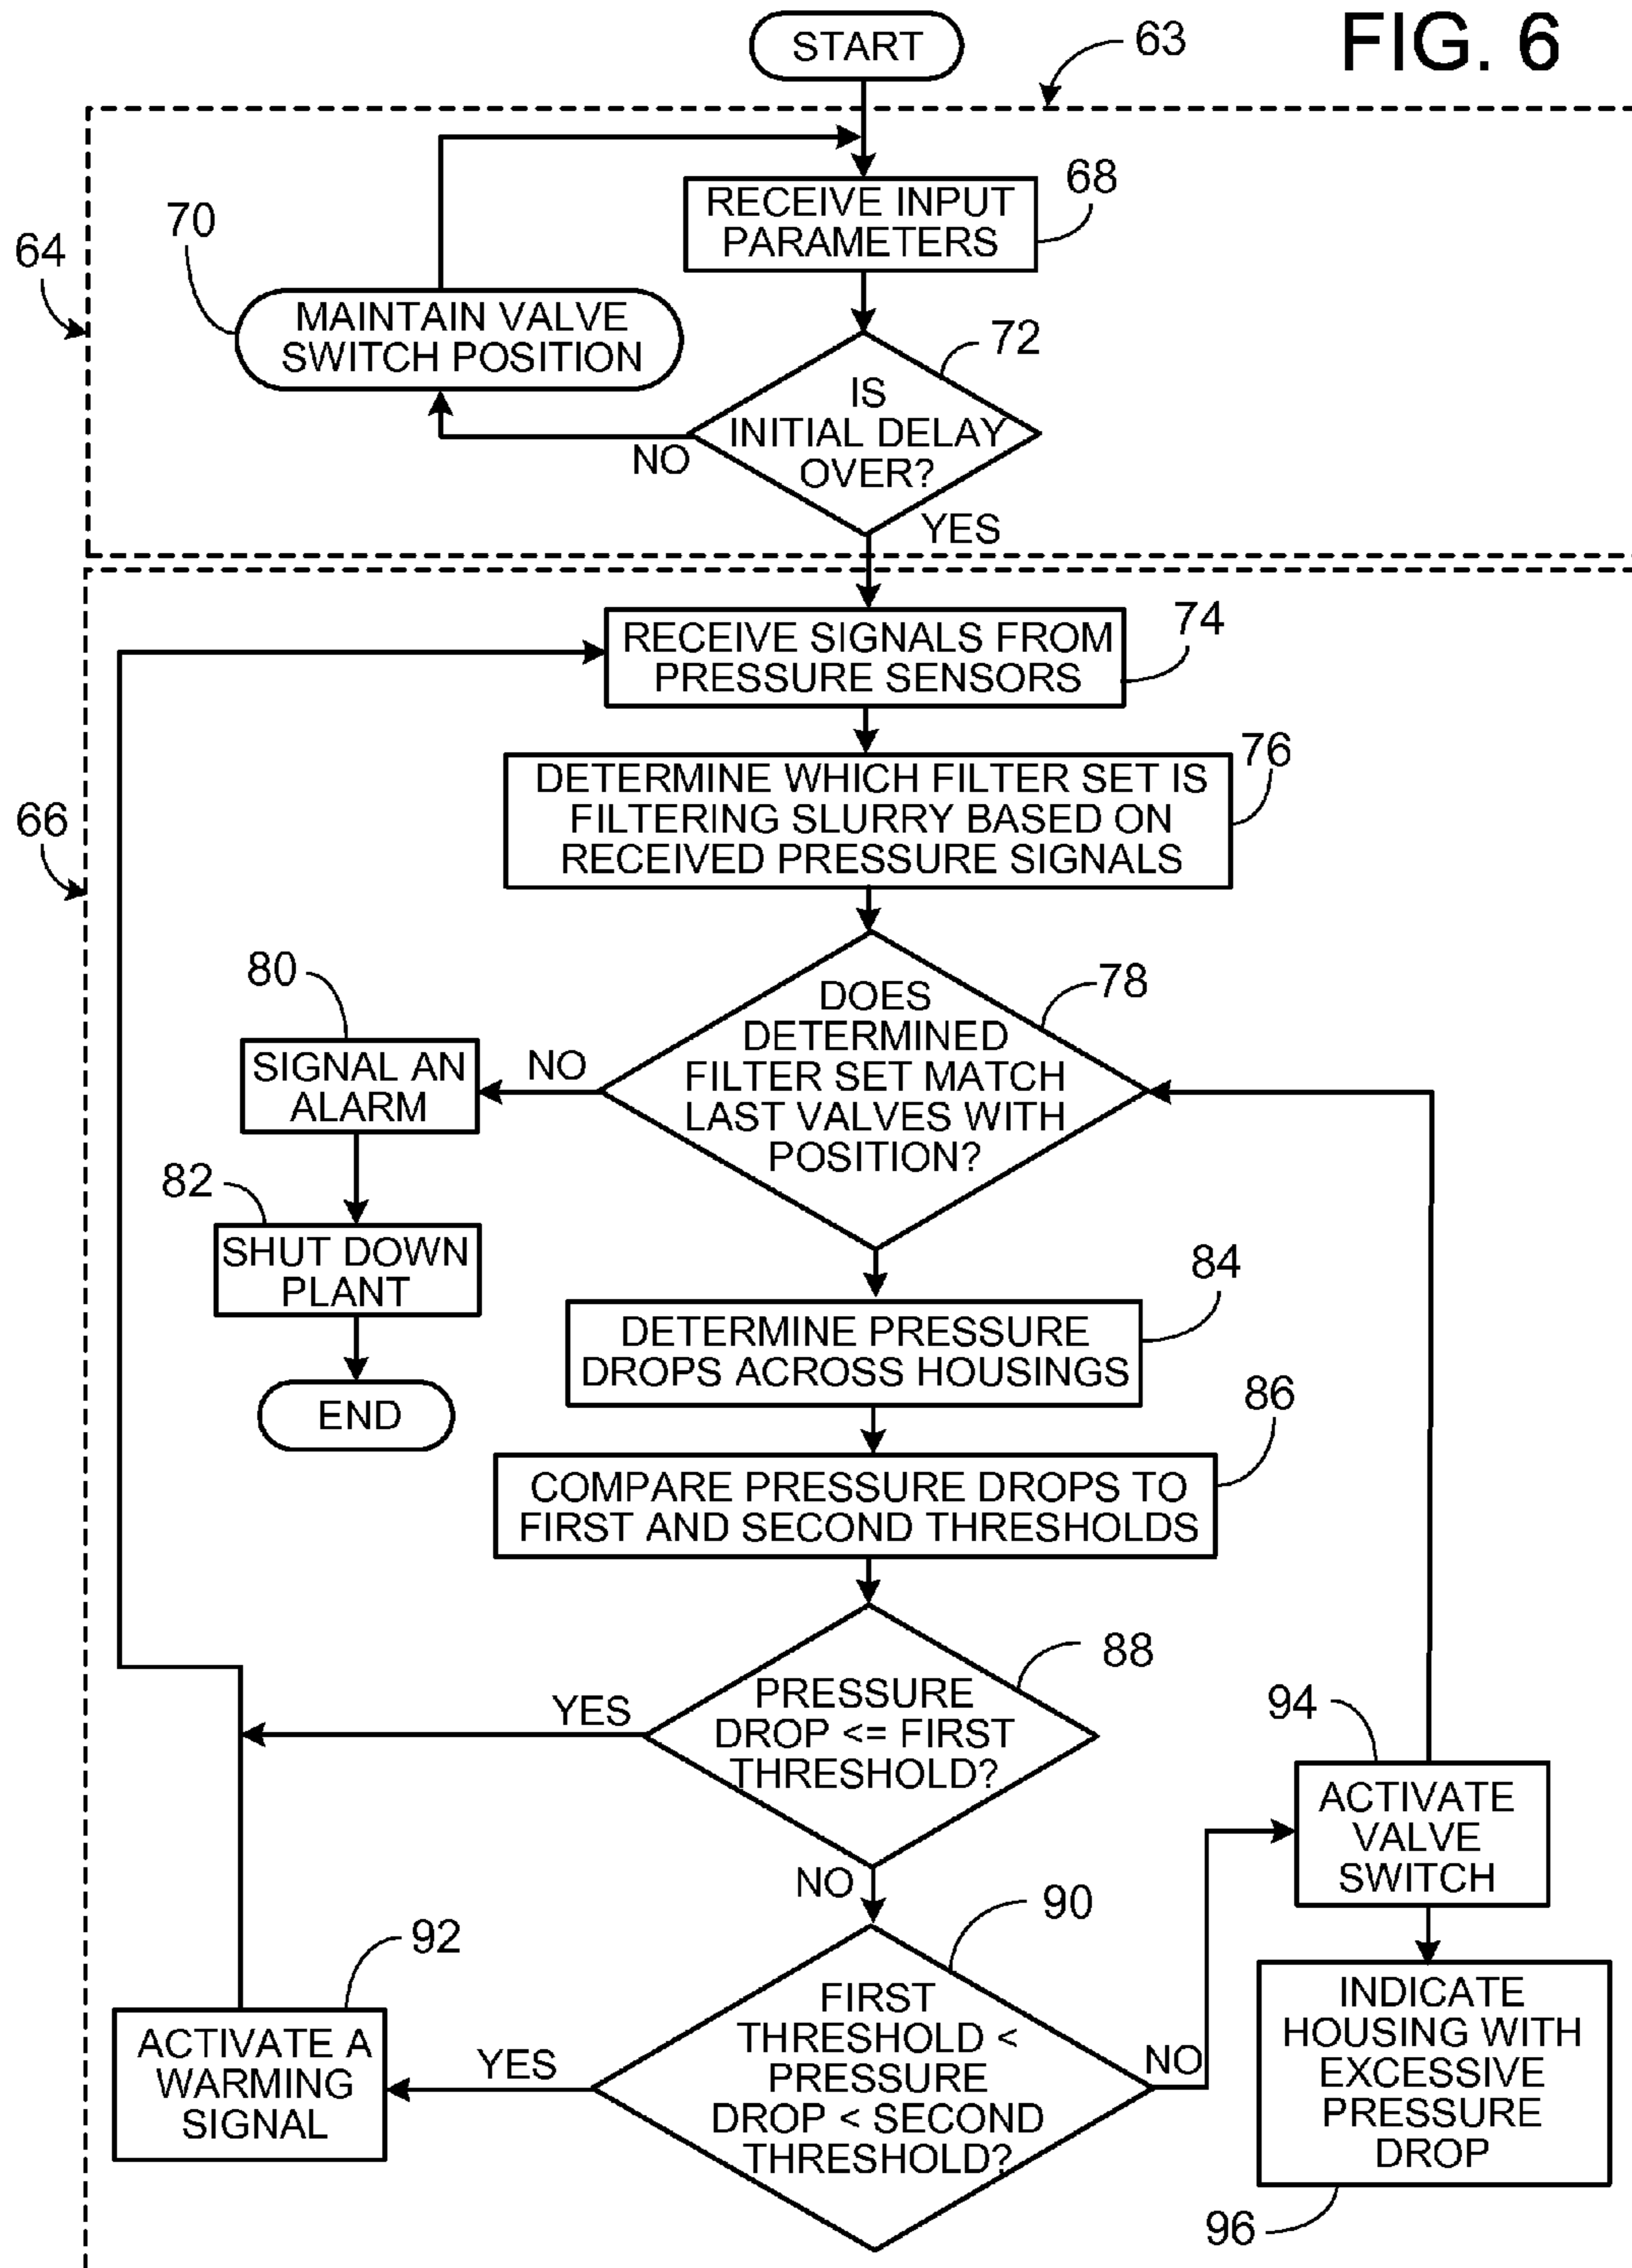 FIG. 6
START
63
RECEIVE INPUT
PARAMETERS
68
64
70
MAINTAIN VALVE
SWITCH POSITION
72
IS
INITIAL DELAY
OVER?
NO
YES
RECEIVE SIGNALS FROM
PRESSURE SENSORS
74
66
DETERMINE WHICH FILTER SET IS
FILTERING SLURRY BASED ON
RECEIVED PRESSURE SIGNALS
76
DOES
DETERMINED
FILTER SET MATCH
LAST VALVES WITH
POSITION?
78
NO
80
SIGNAL AN
ALARM
82
SHUT DOWN
PLANT
END
DETERMINE PRESSURE
DROPS ACROSS HOUSINGS
84
COMPARE PRESSURE DROPS TO
FIRST AND SECOND THRESHOLDS
86
PRESSURE
DROP <= FIRST
THRESHOLD?
88
YES
NO
FIRST
THRESHOLD <
PRESSURE
DROP < SECOND
THRESHOLD?
90
YES
NO
92
ACTIVATE A
WARMING
SIGNAL
94
ACTIVATE
VALVE
SWITCH
INDICATE
HOUSING WITH
EXCESSIVE
PRESSURE
DROP
96